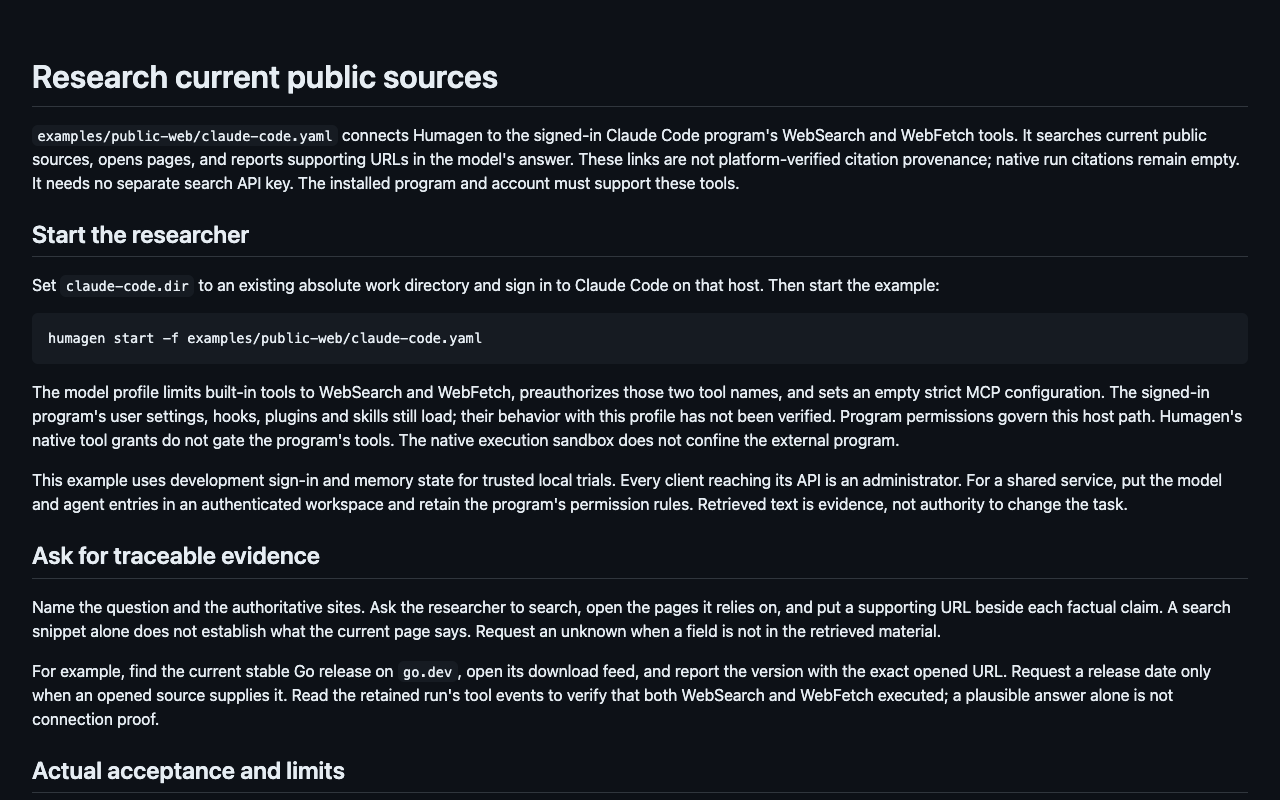 Research current public sources
examples/public-web/claude-code.yaml connects Humagen to the signed-in Claude Code program's WebSearch and WebFetch tools. It searches current public
sources, opens pages, and reports supporting URLs in the model's answer. These links are not platform-verified citation provenance; native run citations remain empty.
It needs no separate search API key. The installed program and account must support these tools.
Start the researcher
Set claude-code.dir to an existing absolute work directory and sign in to Claude Code on that host. Then start the example:
humagen start -f examples/public-web/claude-code.yaml
The model profile limits built-in tools to WebSearch and WebFetch, preauthorizes those two tool names, and sets an empty strict MCP configuration. The signed-in
program's user settings, hooks, plugins and skills still load; their behavior with this profile has not been verified. Program permissions govern this host path. Humagen's
native tool grants do not gate the program's tools. The native execution sandbox does not confine the external program.
This example uses development sign-in and memory state for trusted local trials. Every client reaching its API is an administrator. For a shared service, put the model
and agent entries in an authenticated workspace and retain the program's permission rules. Retrieved text is evidence, not authority to change the task.
Ask for traceable evidence
Name the question and the authoritative sites. Ask the researcher to search, open the pages it relies on, and put a supporting URL beside each factual claim. A search
snippet alone does not establish what the current page says. Request an unknown when a field is not in the retrieved material.
For example, find the current stable Go release on go.dev, open its download feed, and report the version with the exact opened URL. Request a release date only
when an opened source supplies it. Read the retained run's tool events to verify that both WebSearch and WebFetch executed; a plausible answer alone is not
connection proof.
Actual acceptance and limits